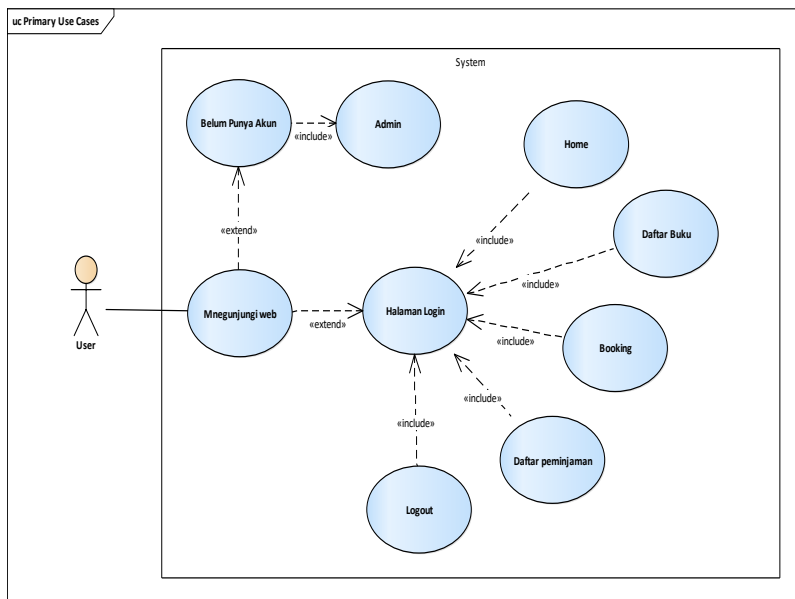 uc Primary Use Cases
System
Belum Punya Akun
«include»
Admin
Home
«include»
Daftar Buku
«include»
«extend»
User
Mnegunjungi web
«extend»
Halaman Login
Booking
«include»
«include»
Daftar peminjaman
«include»
Logout